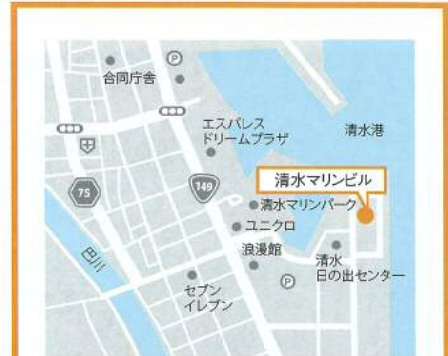 合同庁舎
P
エスパレス
ドリームプラザ
清水港
清水マリンビル
75
149
清水マリンパーク
ユニクロ
巴川
浪漫館
清水
日の出センター
P
セブン
イレブン